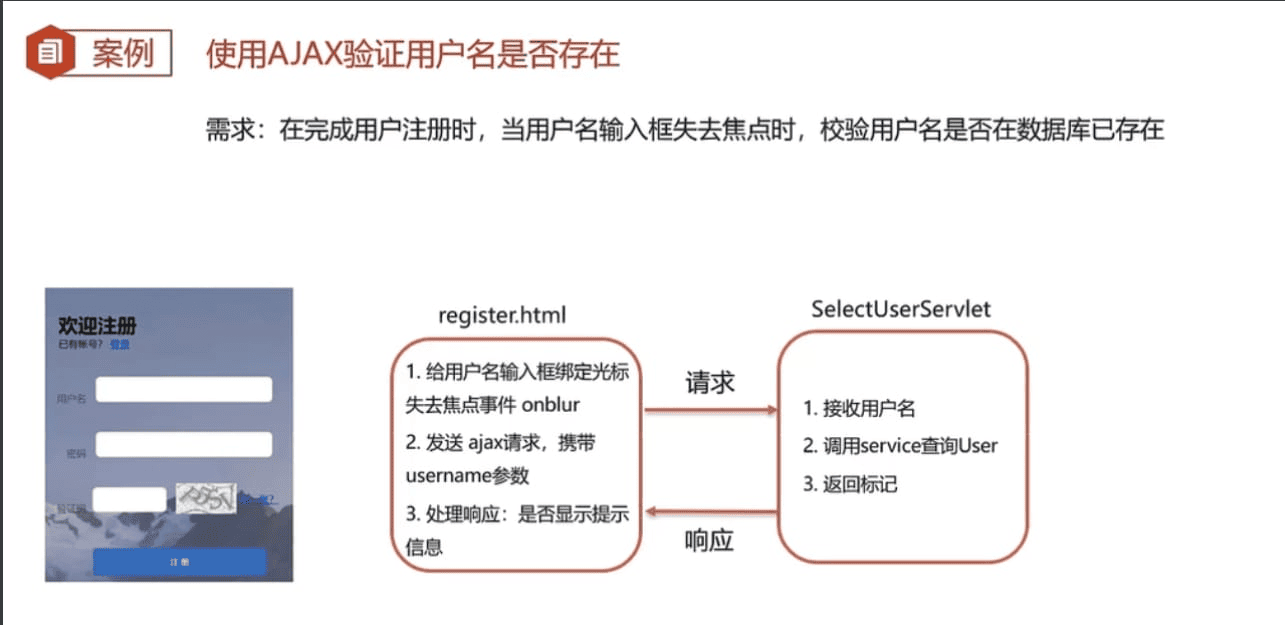 案例
使用AJAX验证用户名是否存在
需求：在完成用户注册时，当用户名输入框失去焦点时，校验用户名是否在数据库已存在
欢迎注册
已有帐号？ 登录
用户名
密码
验证码
注 册
register.html
1. 给用户名输入框绑定光标
失去焦点事件 onblur
2. 发送 ajax请求，携带
username参数
3. 处理响应：是否显示提示
信息
请求
响应
SelectUserServlet
1. 接收用户名
2. 调用service查询User
3. 返回标记